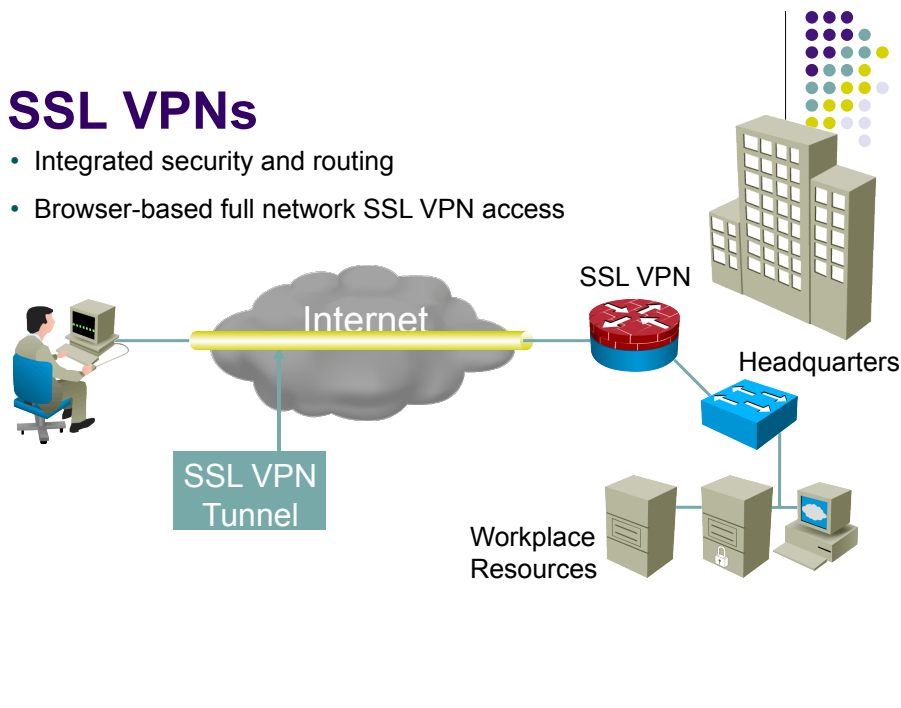 SSL VPNs
• Integrated security and routing
• Browser-based full network SSL VPN access
SSL VPN
Internet
Headquarters
SSL VPN
Tunnel
Workplace
Resources